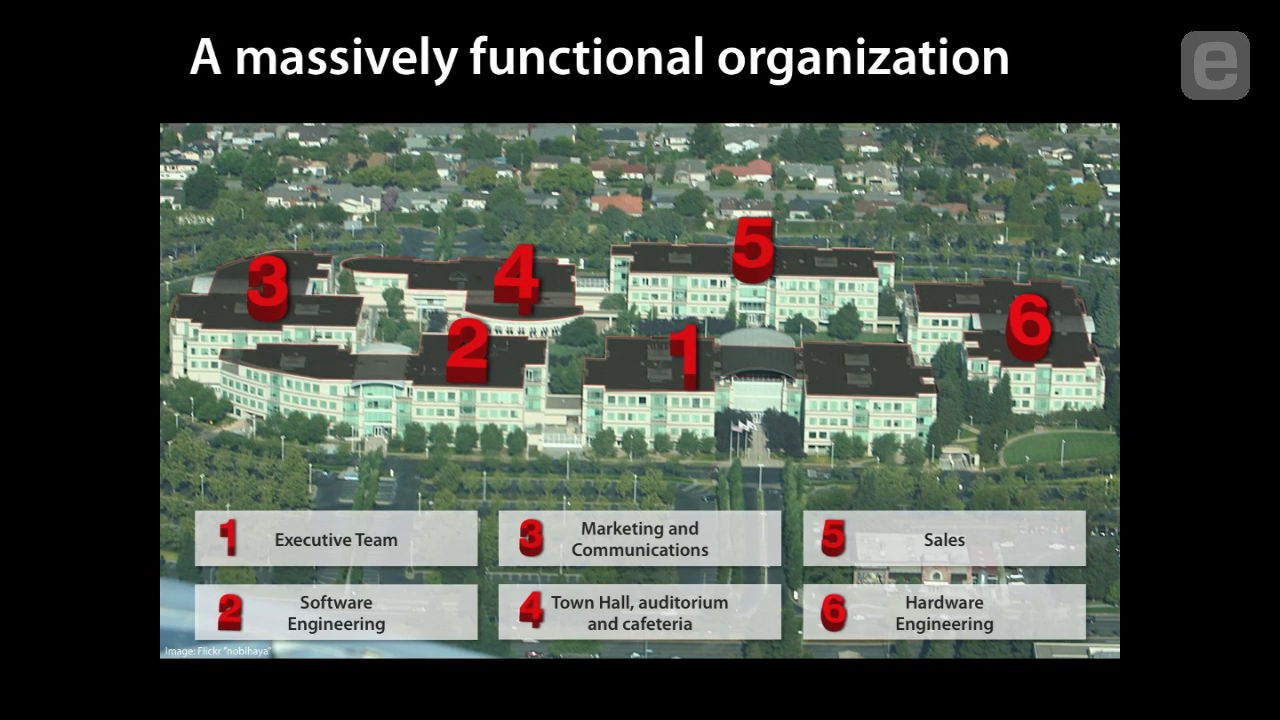 A massively functional organization
e
3
4
5
6
2
1
1 Executive Team
3 Marketing and
Communications
5 Sales
2 Software
Engineering
4 Town Hall, auditorium
and cafeteria
6 Hardware
Engineering
Image: Flickr "nobihaya"